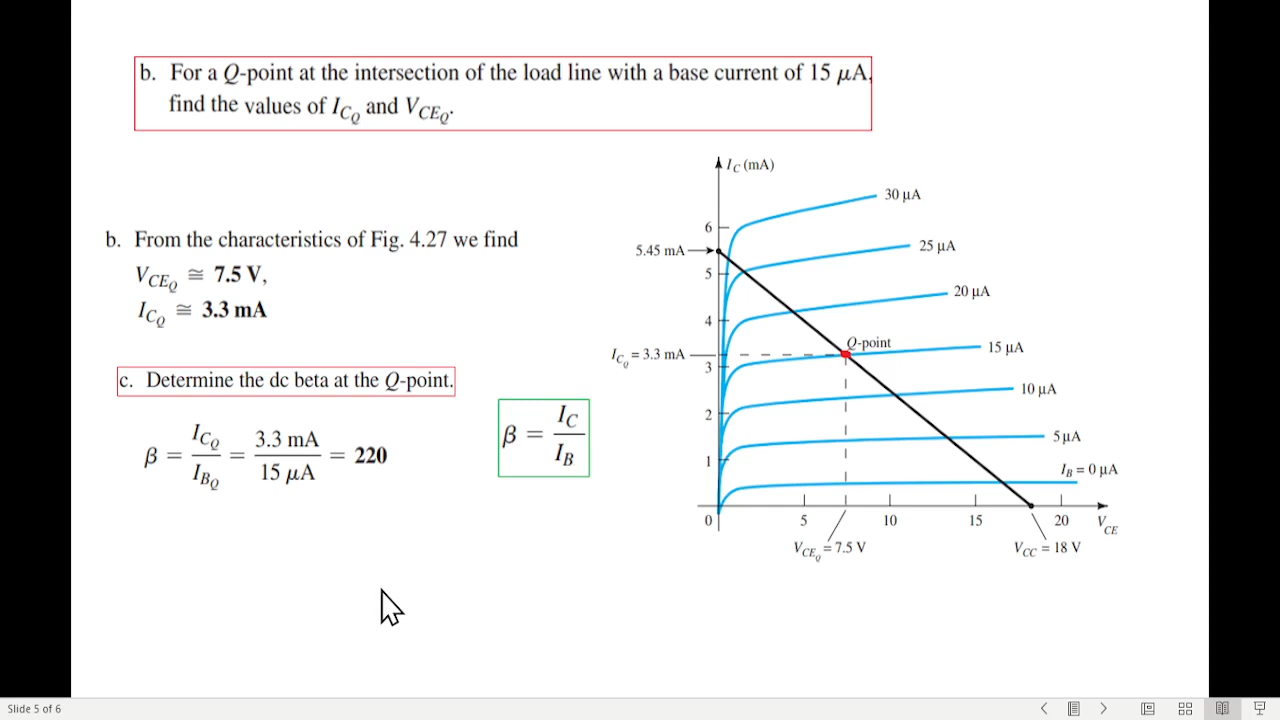 b. For a Q-point at the intersection of the load line with a base current of 15 μA,
find the values of I_CQ and V_CEQ.
b. From the characteristics of Fig. 4.27 we find
V_CEQ ≅ 7.5 V,
I_CQ ≅ 3.3 mA
c. Determine the dc beta at the Q-point.
β = I_CQ / I_BQ = 3.3 mA / 15 μA = 220
β = I_C / I_B
I_C (mA)
30 μA
6
5.45 mA
25 μA
5
20 μA
4
Q-point
I_CQ = 3.3 mA
15 μA
3
10 μA
2
5 μA
1
I_B = 0 μA
0
5
10
15
20
V_CE
V_CEQ = 7.5 V
V_CC = 18 V
Slide 5 of 6